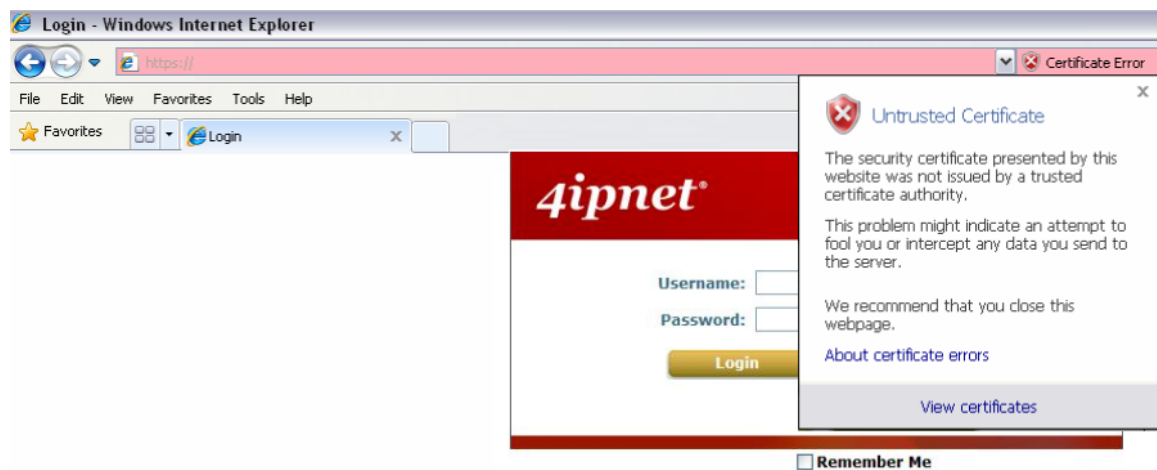 Login - Windows Internet Explorer
https://
Certificate Error
File Edit View Favorites Tools Help
Favorites
Login
Untrusted Certificate
The security certificate presented by this
website was not issued by a trusted
certificate authority.
This problem might indicate an attempt to
fool you or intercept any data you send to
the server.
We recommend that you close this
webpage.
About certificate errors
View certificates
4ipnet®
Username:
Password:
Login
Remember Me